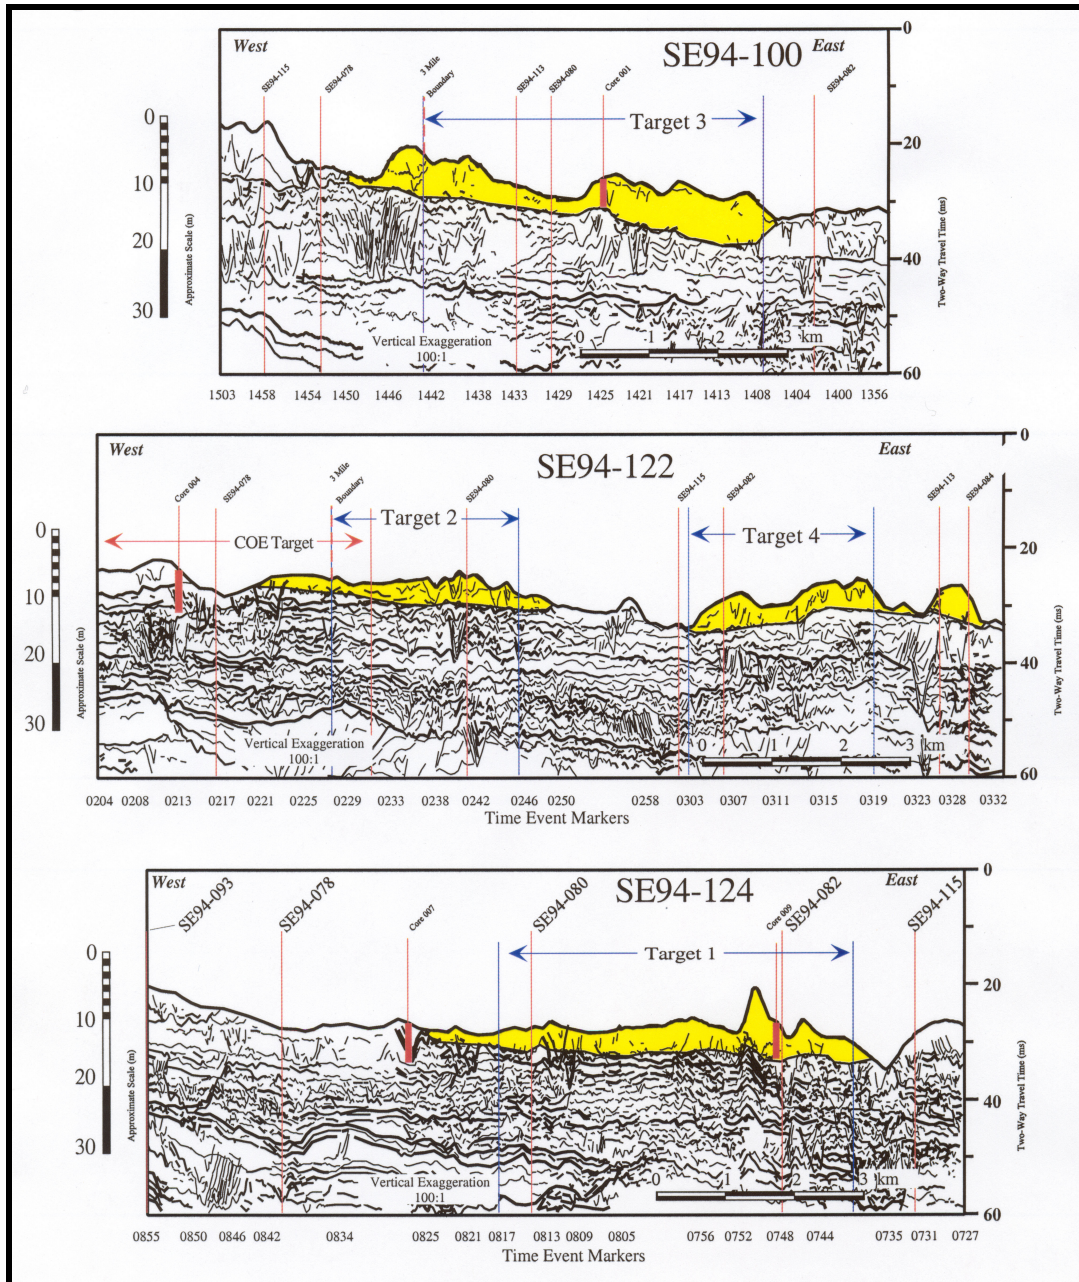 West
SE94-100
East
SE94-115
SE94-078
3 Mile
Boundary
SE94-113
SE94-080
Core 001
SE94-082
Target 3
0
20
40
60
Two-Way Travel Time (ms)
0
10
20
30
Approximate Scale (m)
Vertical Exaggeration
100:1
0 1 2 3 km
1503 1458 1454 1450 1446 1442 1438 1433 1429 1425 1421 1417 1413 1408 1404 1400 1356
West
SE94-122
East
Core 004
SE94-078
3 Mile
Boundary
SE94-080
SE94-115
SE94-082
SE94-113
SE94-084
COE Target
Target 2
Target 4
0
20
40
60
Two-Way Travel Time (ms)
0
10
20
30
Approximate Scale (m)
Vertical Exaggeration
100:1
0 1 2 3 km
0204 0208 0213 0217 0221 0225 0229 0233 0238 0242 0246 0250 0258 0303 0307 0311 0315 0319 0323 0328 0332
Time Event Markers
West
SE94-124
East
SE94-093
SE94-078
Core 007
SE94-080
Core 009
SE94-082
SE94-115
Target 1
0
20
40
60
Two-Way Travel Time (ms)
0
10
20
30
Approximate Scale (m)
Vertical Exaggeration
100:1
0 1 2 3 km
0855 0850 0846 0842 0834 0825 0821 0817 0813 0809 0805 0756 0752 0748 0744 0735 0731 0727
Time Event Markers